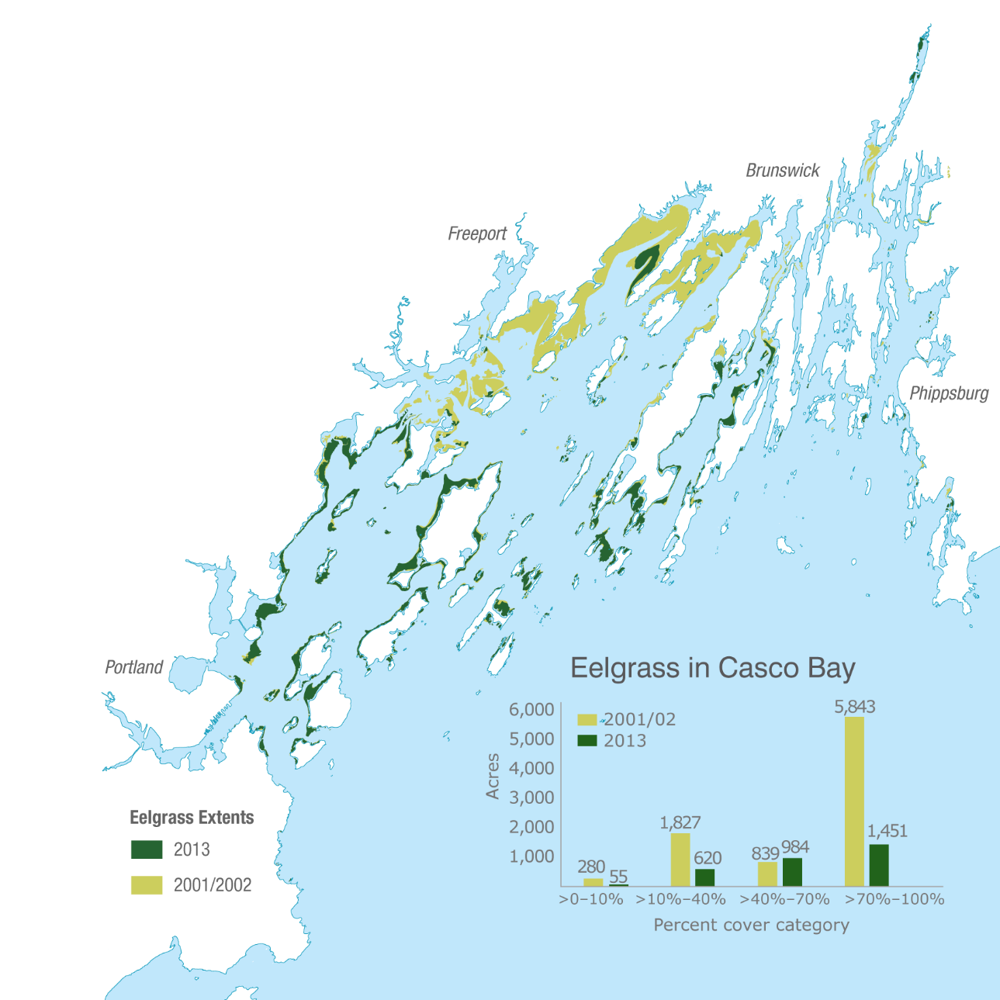 Brunswick
Freeport
Phippsburg
Portland
Eelgrass Extents
2013
2001/2002
Eelgrass in Casco Bay
2001/02
2013
Acres
6,000
5,000
4,000
3,000
2,000
1,000
280
55
1,827
620
839
984
5,843
1,451
>0–10%
>10%–40%
>40%–70%
>70%–100%
Percent cover category